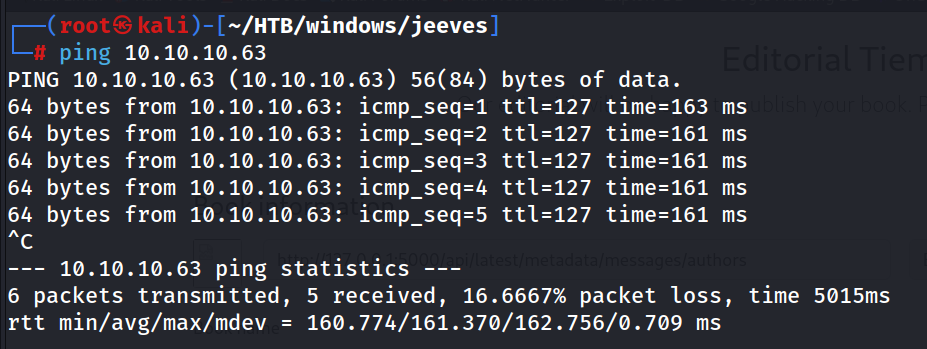 ┌──(root㉿kali)-[~/HTB/windows/jeeves]
└─# ping 10.10.10.63
Editorial Tiem
PING 10.10.10.63 (10.10.10.63) 56(84) bytes of data.
64 bytes from 10.10.10.63: icmp_seq=1 ttl=127 time=163 ms
publish your book.
64 bytes from 10.10.10.63: icmp_seq=2 ttl=127 time=161 ms
64 bytes from 10.10.10.63: icmp_seq=3 ttl=127 time=161 ms
64 bytes from 10.10.10.63: icmp_seq=4 ttl=127 time=161 ms
64 bytes from 10.10.10.63: icmp_seq=5 ttl=127 time=161 ms
Book information
^C
/api/latest/metadata/messages/authors
--- 10.10.10.63 ping statistics ---
6 packets transmitted, 5 received, 16.6667% packet loss, time 5015ms
rtt min/avg/max/mdev = 160.774/161.370/162.756/0.709 ms